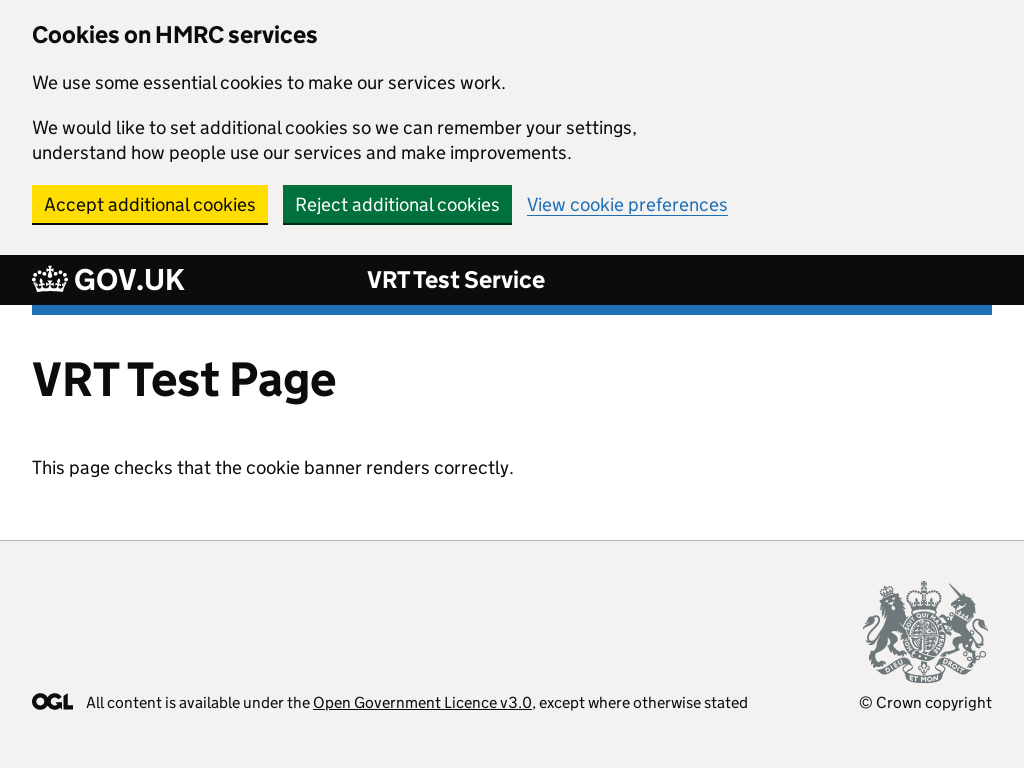 Cookies on HMRC services
We use some essential cookies to make our services work.
We would like to set additional cookies so we can remember your settings,
understand how people use our services and make improvements.
Accept additional cookies Reject additional cookies View cookie preferences
GOV.UK VRT Test Service
VRT Test Page
This page checks that the cookie banner renders correctly.
DIEU ET MON DROIT
OGL All content is available under the Open Government Licence v3.0, except where otherwise stated
© Crown copyright